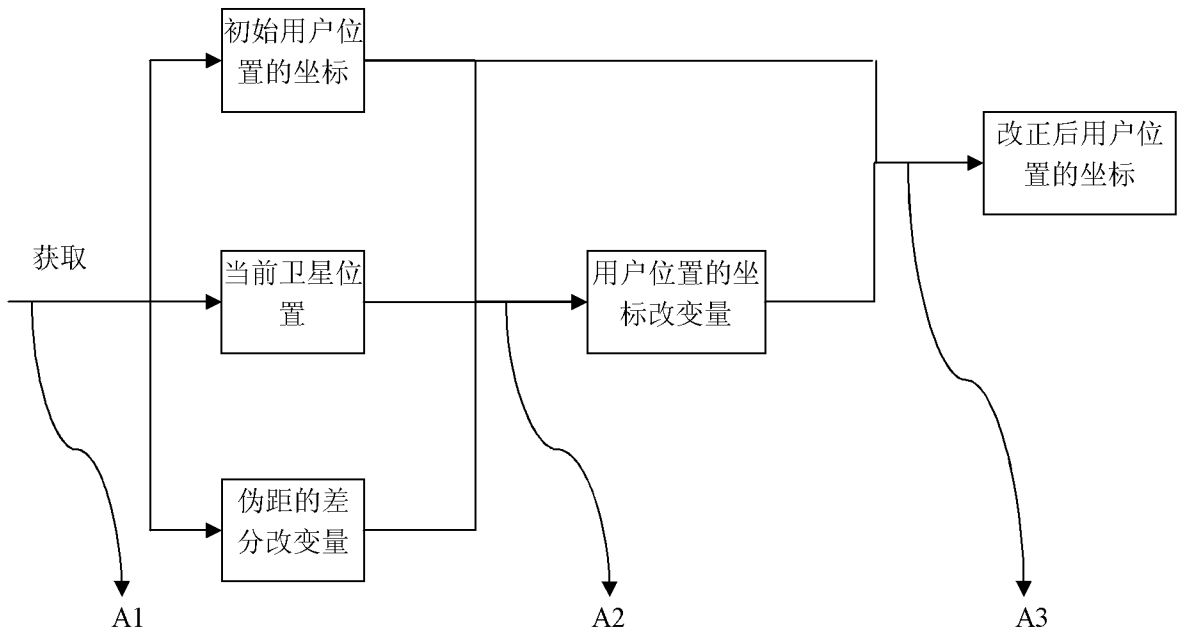 初始用户位
置的坐标
改正后用户位
置的坐标
获取
当前卫星位
置
用户位置的坐
标改变量
伪距的差
分改变量
A1
A2
A3